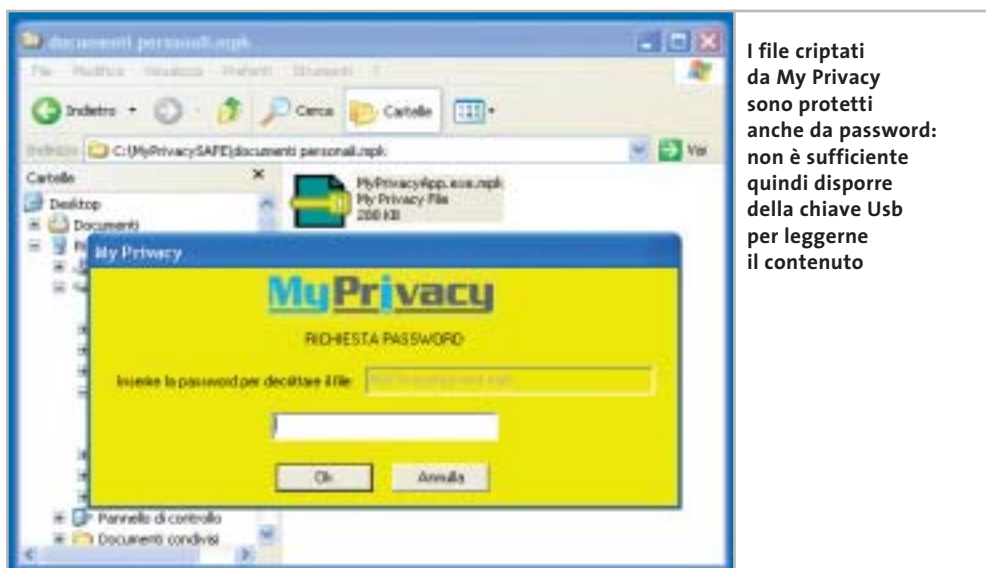 documenti personali.mpk
File Modifica Visualizza Preferiti Strumenti ?
Indietro
Cerca
Cartelle
Indirizzo C:\MyPrivacySAFE\documenti personali.mpk
Vai
Cartelle
Desktop
Documenti
MyPrivacyApp.exe.mpk
My Privacy File
288 KB
My Privacy
MyPrivacy
RICHIESTA PASSWORD
Inserire la password per decrittare il file:
Ok
Annulla
Pannello di controllo
Documenti condivisi
I file criptati
da My Privacy
sono protetti
anche da password:
non è sufficiente
quindi disporre
della chiave Usb
per leggerne
il contenuto